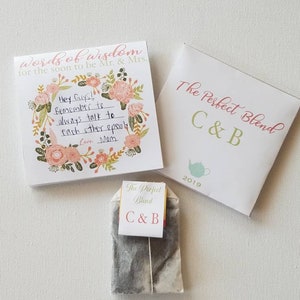 words of wisdom
for the soon to be Mr. & Mrs.
Hey Guys!
Remember to
always talk to
each other
Love Mom
The Perfect Blend
C & B
2019
The Perfect
Blend
C & B